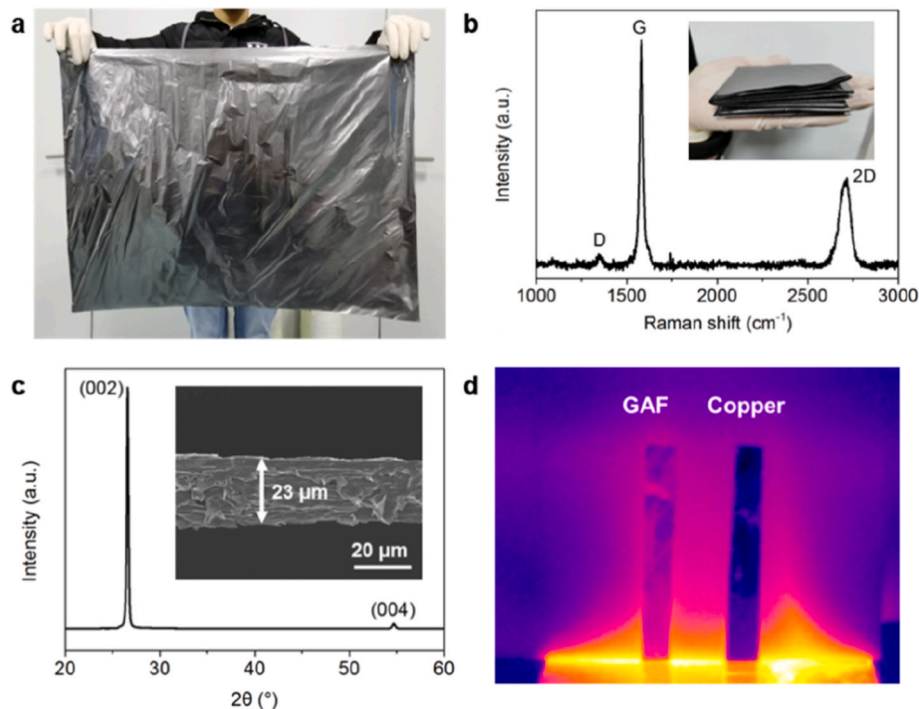 a
b
G
D
2D
Intensity (a.u.)
1000 1500 2000 2500 3000
Raman shift (cm⁻¹)
c
(002)
23 µm
20 µm
(004)
Intensity (a.u.)
20 30 40 50 60
2θ (°)
d
GAF Copper